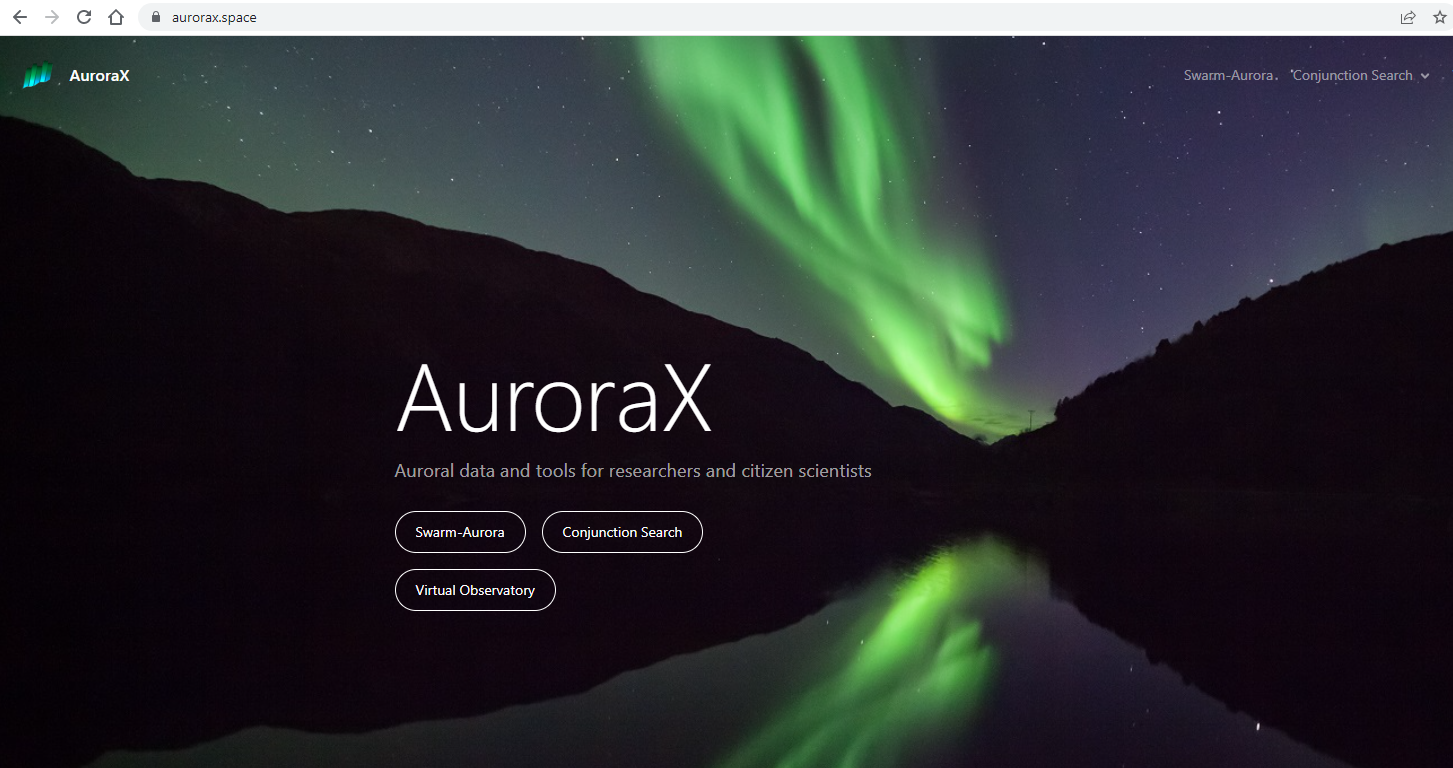 aurorax.space
AuroraX
Swarm-Aurora
Conjunction Search
AuroraX
Auroral data and tools for researchers and citizen scientists
Swarm-Aurora
Conjunction Search
Virtual Observatory